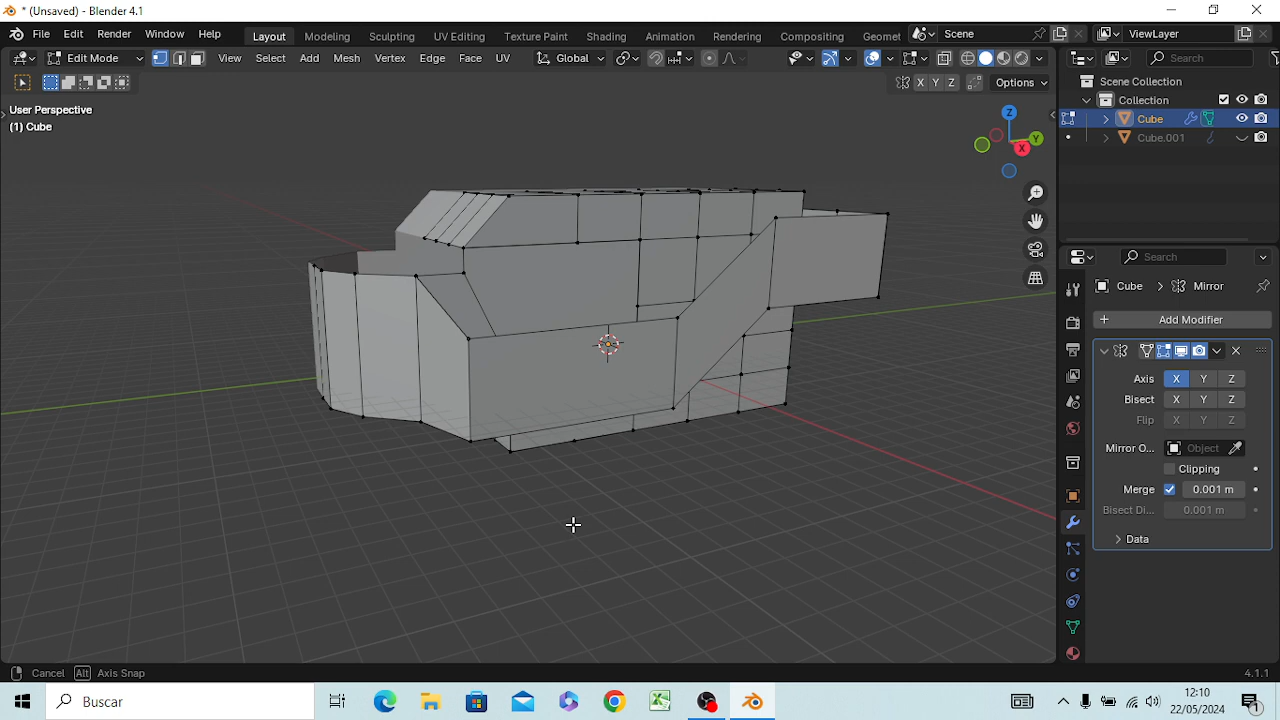 * (Unsaved) - Blender 4.1
File Edit Render Window Help
Layout Modeling Sculpting UV Editing Texture Paint Shading Animation Rendering Compositing Geomet
Scene
ViewLayer
Edit Mode
View Select Add Mesh Vertex Edge Face UV
Global
Search
X Y Z
Options
User Perspective
(1) Cube
Z
Y
X
Scene Collection
Collection
Cube
Cube.001
Search
Cube > Mirror
+ Add Modifier
Axis X Y Z
Bisect X Y Z
Flip X Y Z
Mirror O... Object
Clipping
Merge 0.001 m
Bisect Di... 0.001 m
Data
Cancel Alt Axis Snap
4.1.1
Buscar
12:10
22/05/2024
1